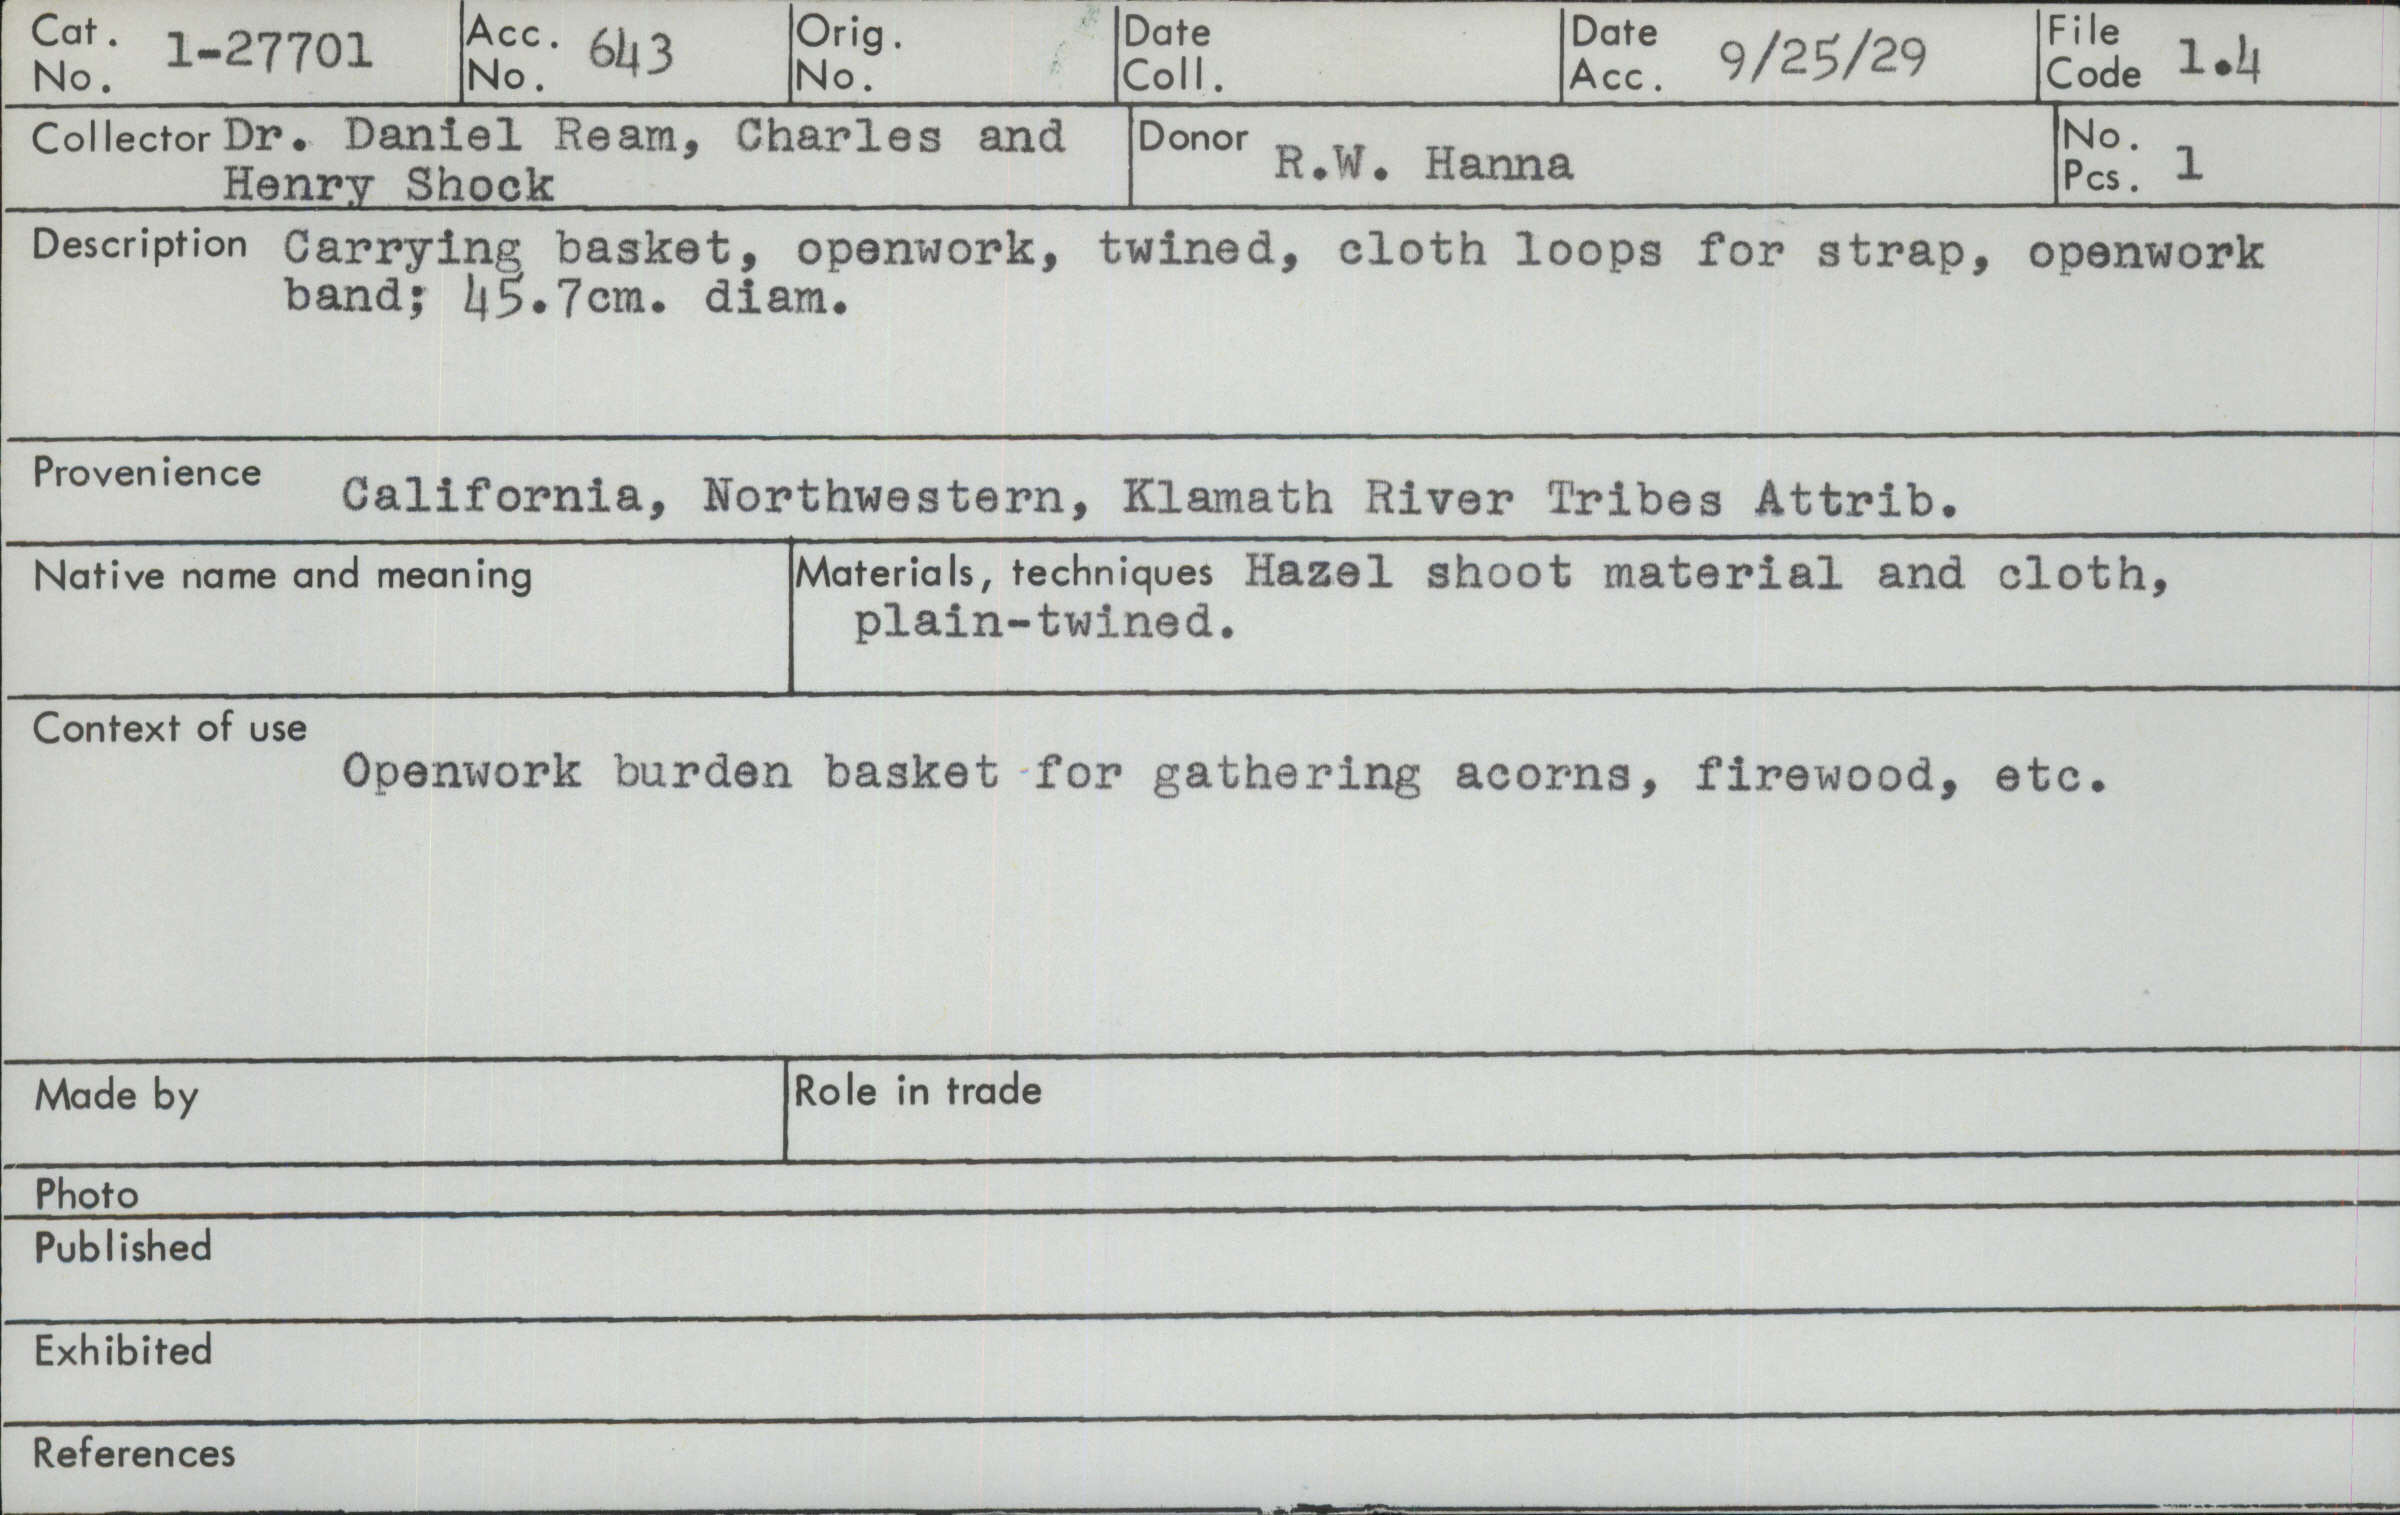 Cat. No. 1-27701 Acc. No. 643 Orig. No. Date Coll. Date Acc. 9/25/29 File Code 1.4
Collector Dr. Daniel Ream, Charles and
Henry Shock
Donor R.W. Hanna
No. Pcs. 1
Description Carrying basket, openwork, twined, cloth loops for strap, openwork
band; 45.7cm. diam.
Provenience California, Northwestern, Klamath River Tribes Attrib.
Native name and meaning
Materials, techniques Hazel shoot material and cloth,
plain-twined.
Context of use
Openwork burden basket for gathering acorns, firewood, etc.
Made by
Role in trade
Photo
Published
Exhibited
References